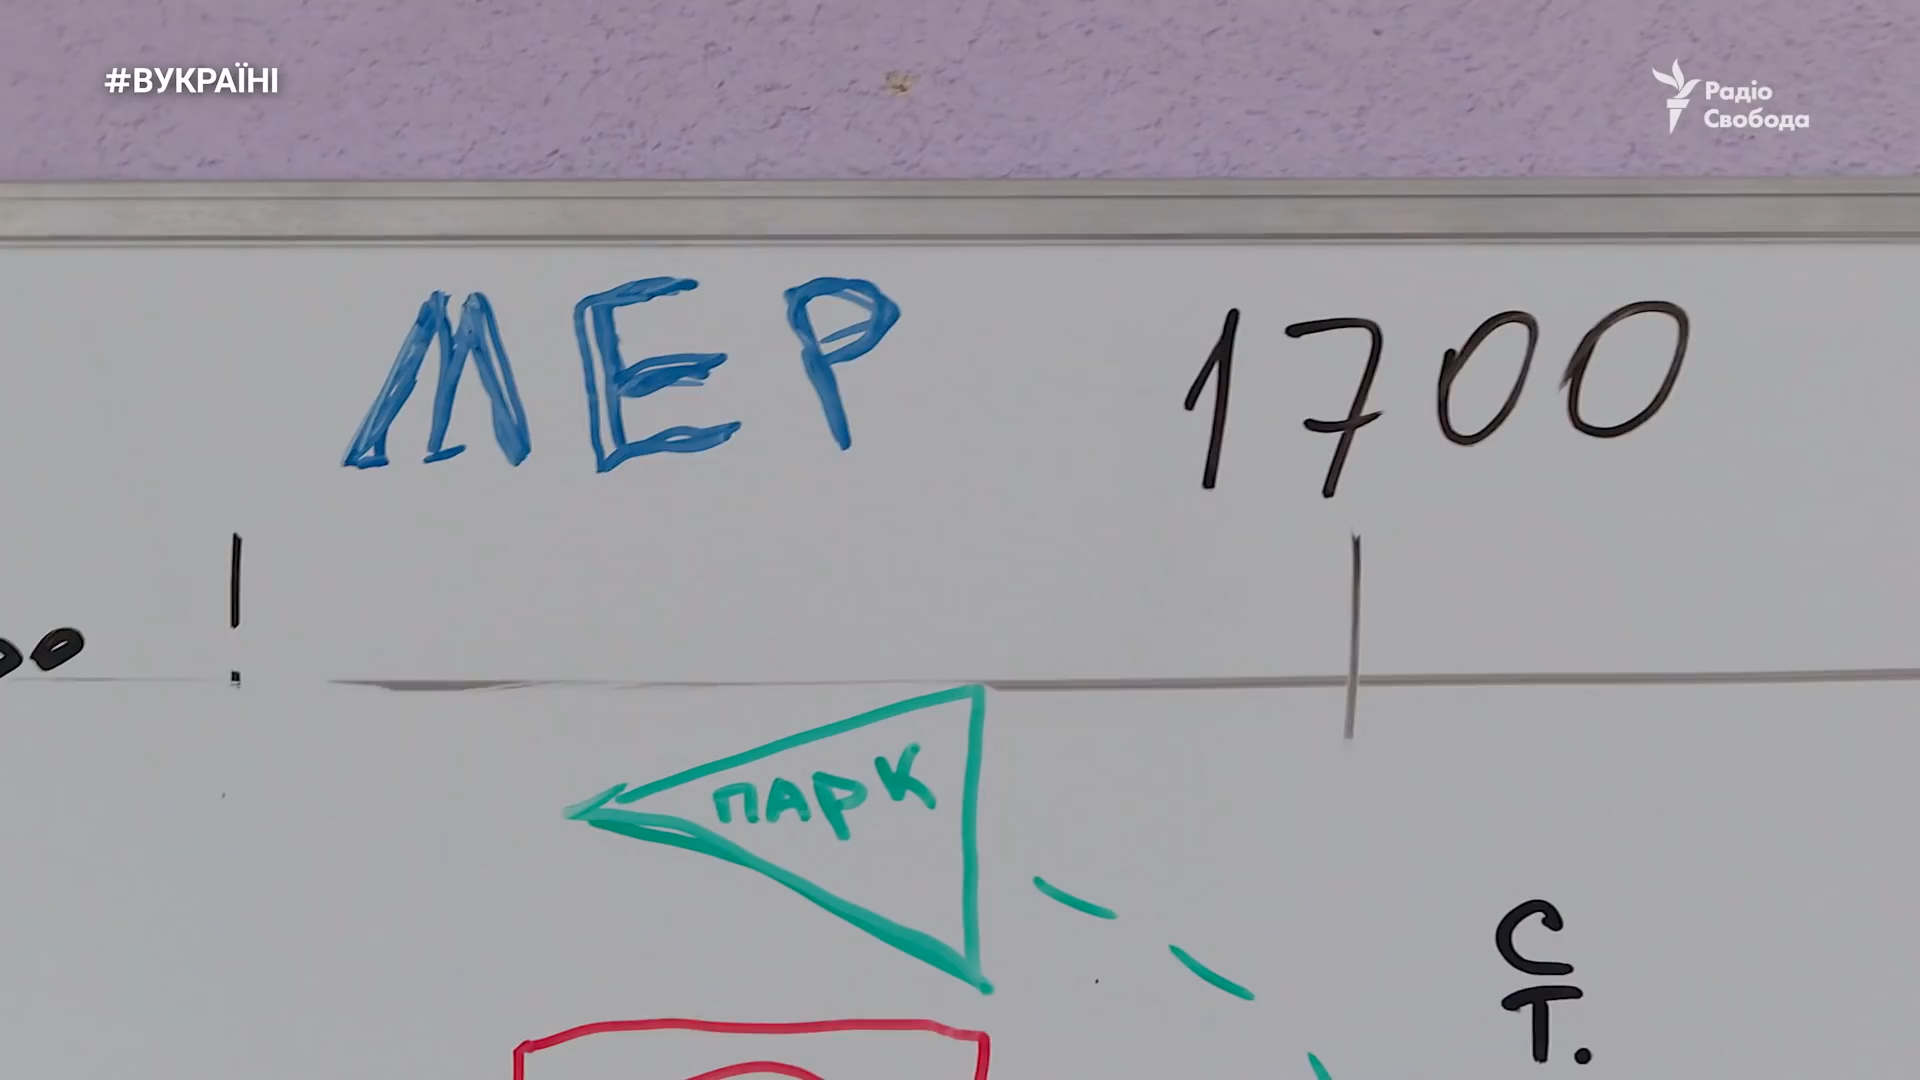 #ВУКРАЇНІ
Радіо
Свобода
МЕР 1700
ПАРК
С
Т.